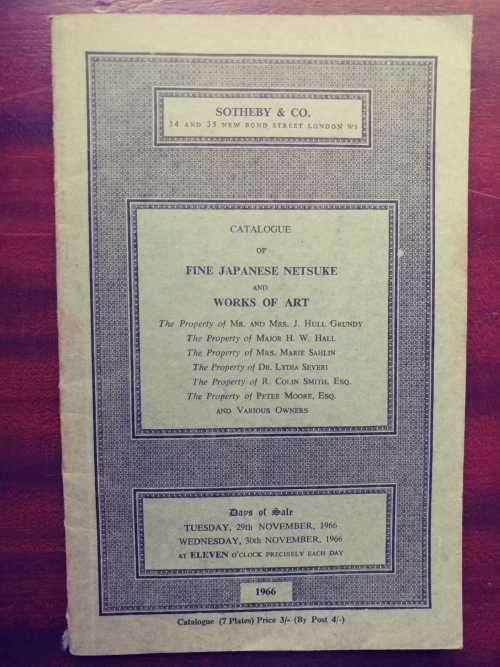 SOTHEBY & CO.
34 AND 35 NEW BOND STREET LONDON W1
CATALOGUE
OF
FINE JAPANESE NETSUKE
AND
WORKS OF ART
The Property of MR. AND MRS. J. HULL GRUNDY
The Property of MAJOR H. W. HALL
The Property of MRS. MARIE SAHLIN
The Property of DR. LYDIA SEVERI
The Property of R. COLIN SMITH, ESQ.
The Property of PETER MOORE, ESQ.
AND VARIOUS OWNERS
Days of Sale
TUESDAY, 29th NOVEMBER, 1966
WEDNESDAY, 30th NOVEMBER, 1966
AT ELEVEN O'CLOCK PRECISELY EACH DAY
1966
Catalogue (7 Plates) Price 3/- (By Post 4/-)